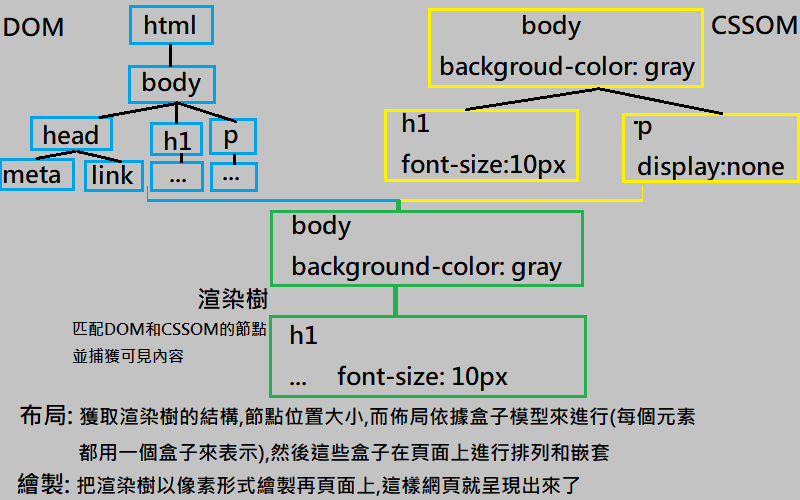 DOM
html
body
head
h1
p
meta
link
...
...
CSSOM
body
backgroud-color: gray
h1
font-size:10px
p
display:none
body
background-color: gray
渲染樹
匹配DOM和CSSOM的節點
並捕獲可見內容
h1
... font-size: 10px
布局: 獲取渲染樹的結構,節點位置大小,而佈局依據盒子模型來進行(每個元素
都用一個盒子來表示),然後這些盒子在頁面上進行排列和嵌套
繪製: 把渲染樹以像素形式繪製再頁面上,這樣網頁就呈現出來了